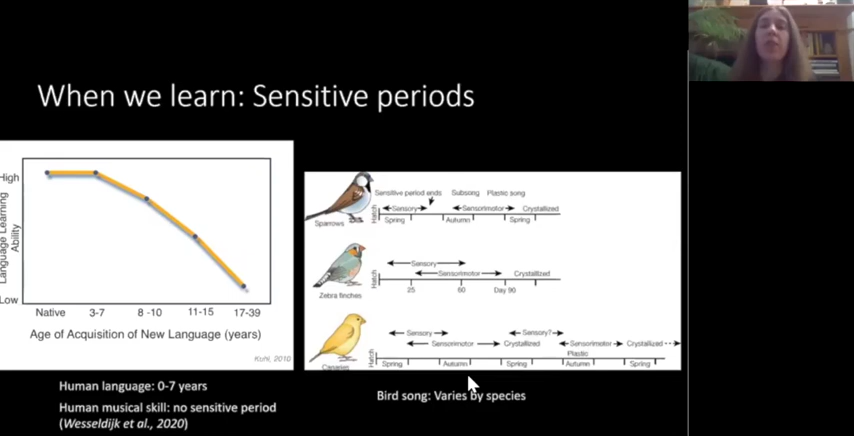 When we learn: Sensitive periods
High
Language Learning
Ability
Low
Native 3-7 8 -10 11-15 17-39
Age of Acquisition of New Language (years)
Kuhl, 2010
Human language: 0-7 years
Human musical skill: no sensitive period
(Wesseldijk et al., 2020)
Sensitive period ends Subsong Plastic song
Sensory Sensorimotor Crystallized
Hatch
Spring Autumn Spring
Sparrows
Sensory
Sensorimotor Crystallized
Hatch
25 60 Day 90
Zebra finches
Sensory Sensory?
Sensorimotor Crystallized Sensorimotor Crystallized
Plastic
Hatch
Spring Autumn Spring Autumn Spring
Canaries
Bird song: Varies by species